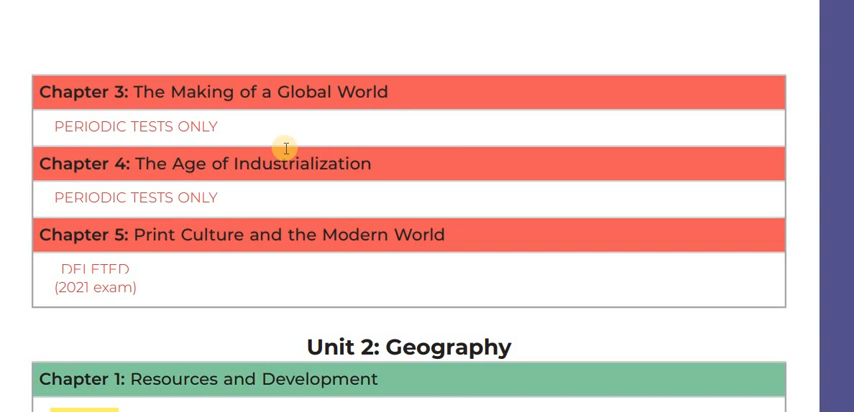 Chapter 3: The Making of a Global World
PERIODIC TESTS ONLY
Chapter 4: The Age of Industrialization
PERIODIC TESTS ONLY
Chapter 5: Print Culture and the Modern World
DELETED
(2021 exam)
Unit 2: Geography
Chapter 1: Resources and Development